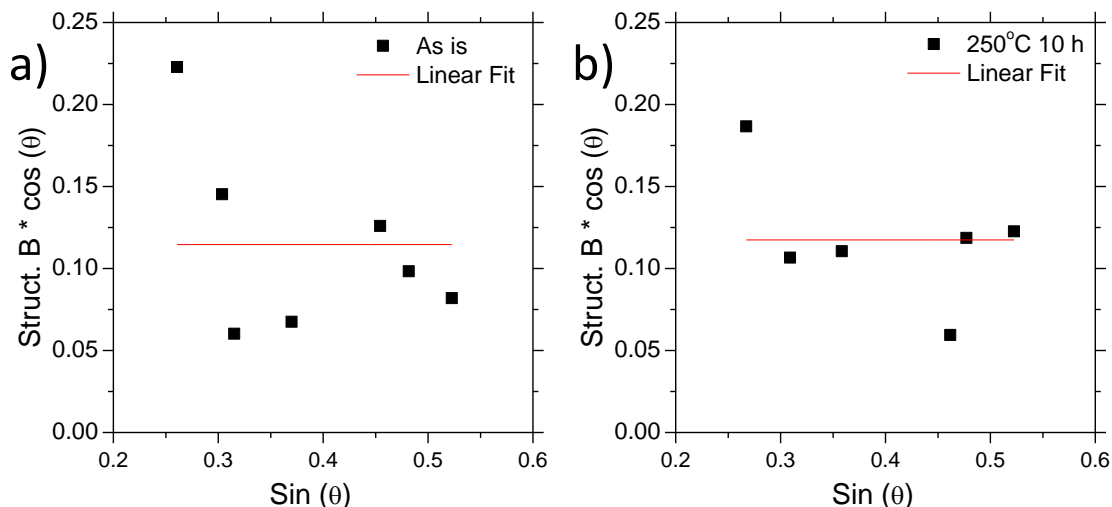 a)
As is
Linear Fit
0.25
0.20
0.15
0.10
0.05
0.00
0.2 0.3 0.4 0.5 0.6
Struct. B * cos (θ)
Sin (θ)
b)
250°C 10 h
Linear Fit
0.25
0.20
0.15
0.10
0.05
0.00
0.2 0.3 0.4 0.5 0.6
Struct. B * cos (θ)
Sin (θ)